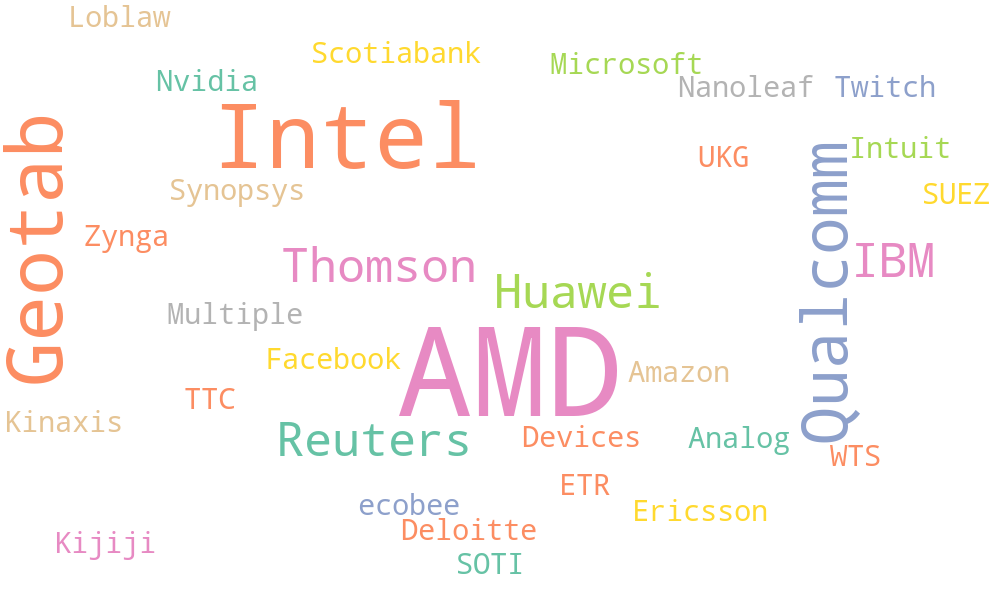 Loblaw
Scotiabank
Microsoft
Nvidia
Nanoleaf
Twitch
Intel
Geotab
UKG
Intuit
Qualcomm
Synopsys
SUEZ
Zynga
Thomson
IBM
Huawei
Multiple
Facebook
AMD
Amazon
TTC
Kinaxis
Reuters
Devices
Analog
WTS
ETR
ecobee
Ericsson
Deloitte
Kijiji
SOTI